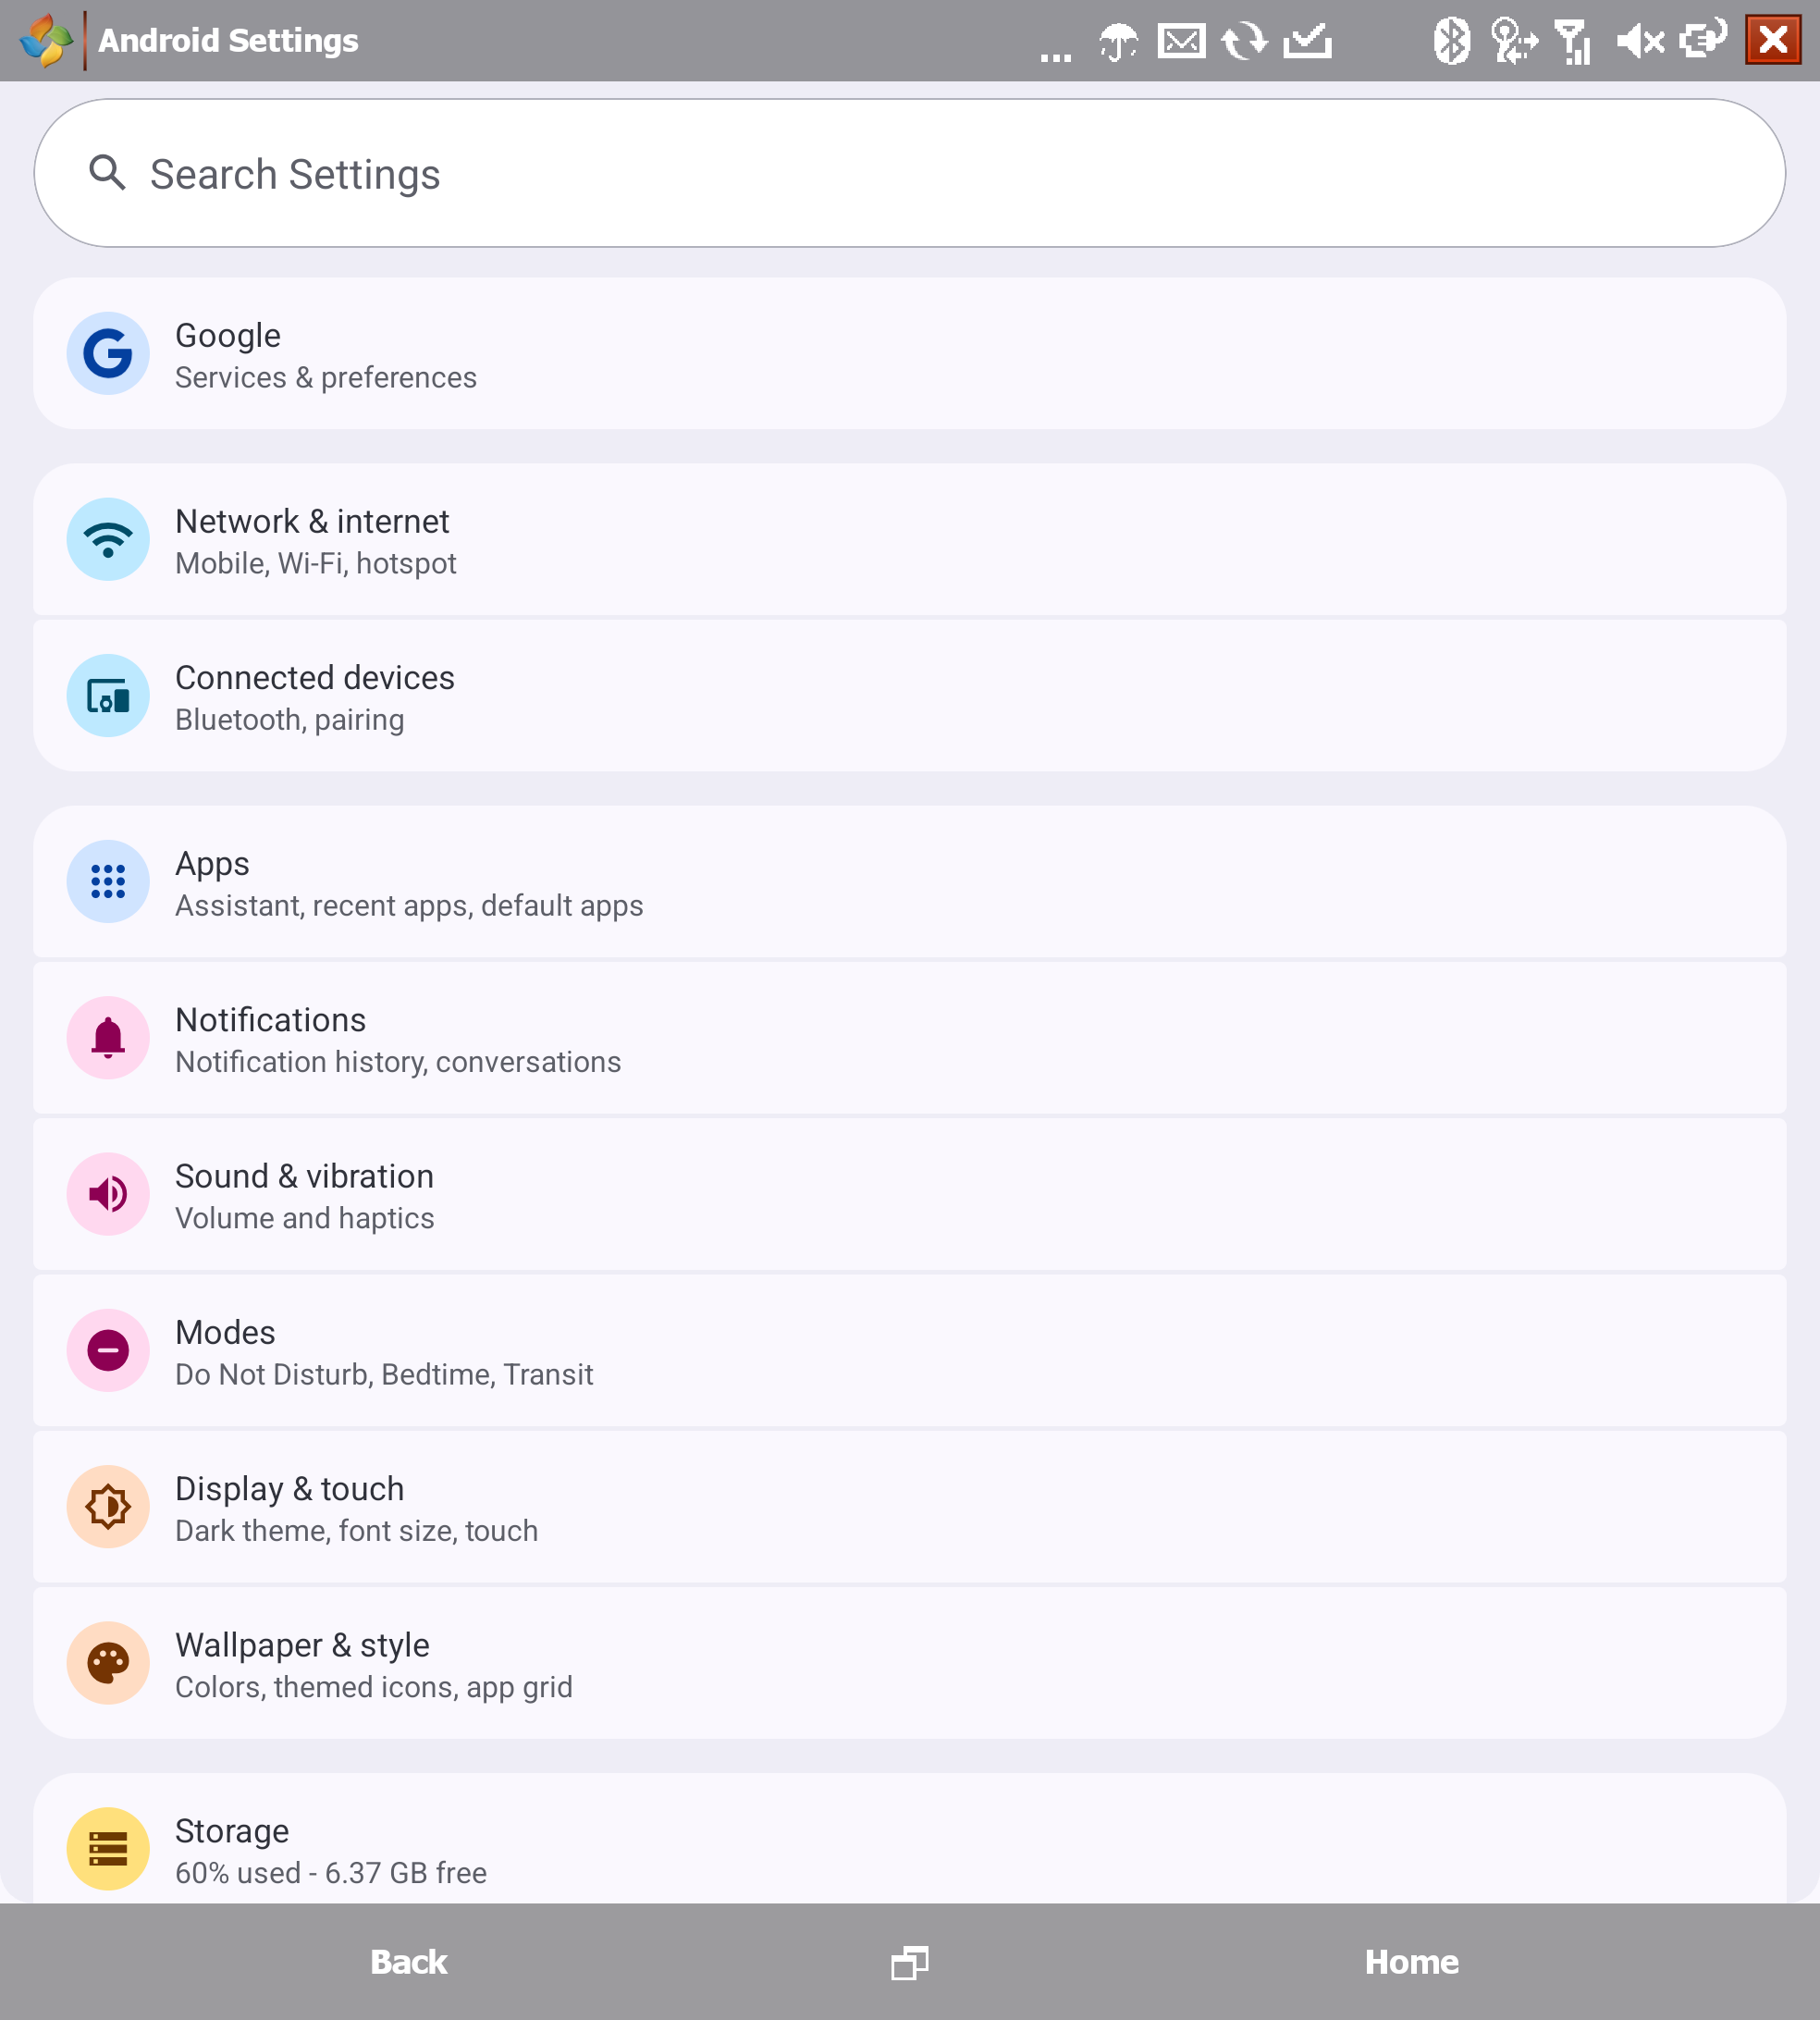 Android Settings
...
Search Settings
Google
Services & preferences
Network & internet
Mobile, Wi-Fi, hotspot
Connected devices
Bluetooth, pairing
Apps
Assistant, recent apps, default apps
Notifications
Notification history, conversations
Sound & vibration
Volume and haptics
Modes
Do Not Disturb, Bedtime, Transit
Display & touch
Dark theme, font size, touch
Wallpaper & style
Colors, themed icons, app grid
Storage
60% used - 6.37 GB free
Back
Home